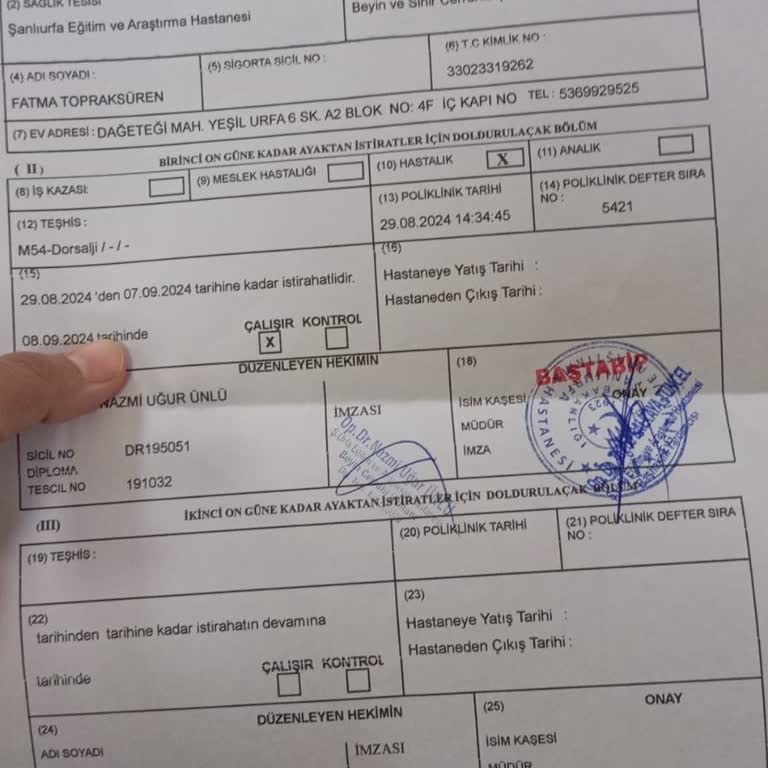 (2) SAĞLIK TESİSİ
Şanlıurfa Eğitim ve Araştırma Hastanesi
Beyin ve Sinir
(4) ADI SOYADI :
FATMA TOPRAKSÜREN
(5) SİGORTA SİCİL NO :
(6) T.C KİMLİK NO :
33023319262
(7) EV ADRESİ : DAĞETEĞİ MAH. YEŞİL URFA 6 SK. A2 BLOK NO: 4F İÇ KAPI NO TEL : 5369929525
( II ) BİRİNCİ ON GÜNE KADAR AYAKTAN İSTİRATLER İÇİN DOLDURULAÇAK BÖLÜM
(8) İŞ KAZASI:
(9) MESLEK HASTALIĞI
(10) HASTALIK X
(11) ANALIK
(12) TEŞHİS :
M54-Dorsalji / - / -
(13) POLİKLİNİK TARİHİ
29.08.2024 14:34:45
(14) POLİKLİNİK DEFTER SIRA
NO :
5421
(15)
29.08.2024 'den 07.09.2024 tarihine kadar istirahatlidir.
08.09.2024 tarihinde
ÇALIŞIR KONTROL
X
(16)
Hastaneye Yatış Tarihi :
Hastaneden Çıkış Tarihi :
DÜZENLEYEN HEKİMİN
NAZMİ UĞUR ÜNLÜ
SİCİL NO DR195051
DİPLOMA
TESCIL NO 191032
İMZASI
Op.Dr.Nazmi Uğur ÜNLÜ
(18)
İSİM KAŞESİ
MÜDÜR
İMZA
ONAY
BAŞTABİP
HASTANESİ
(III) İKİNCİ ON GÜNE KADAR AYAKTAN İSTİRATLER İÇİN DOLDURULAÇAK BÖLÜM
(19) TEŞHİS :
(20) POLİKLİNİK TARİHİ
(21) POLİKLİNİK DEFTER SIRA
NO :
(22)
tarihinden tarihine kadar istirahatın devamına
tarihinde
ÇALIŞIR KONTROL
(23)
Hastaneye Yatış Tarihi :
Hastaneden Çıkış Tarihi :
(24)
DÜZENLEYEN HEKİMİN
ADI SOYADI
İMZASI
(25)
ONAY
İSİM KAŞESİ
MÜDÜR